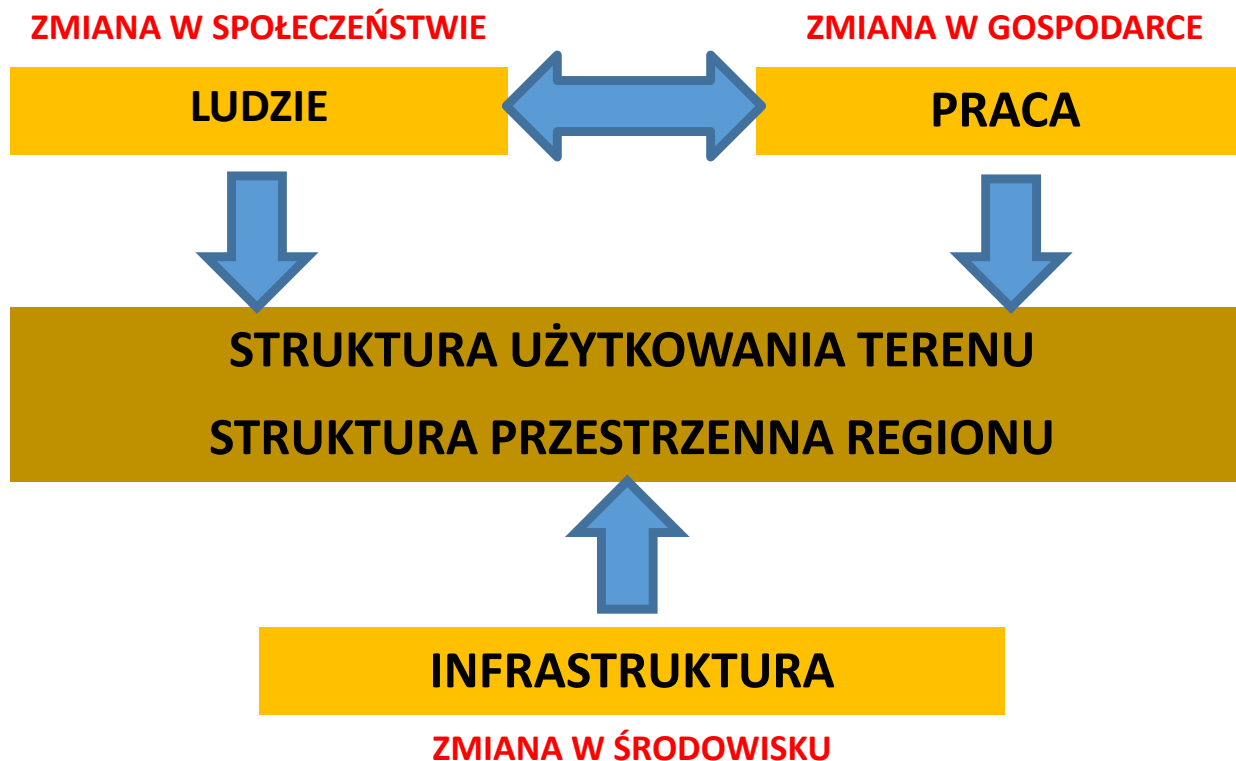 ZMIANA W SPOŁECZEŃSTWIE
ZMIANA W GOSPODARCE
LUDZIE
PRACA
STRUKTURA UŻYTKOWANIA TERENU
STRUKTURA PRZESTRZENNA REGIONU
INFRASTRUKTURA
ZMIANA W ŚRODOWISKU